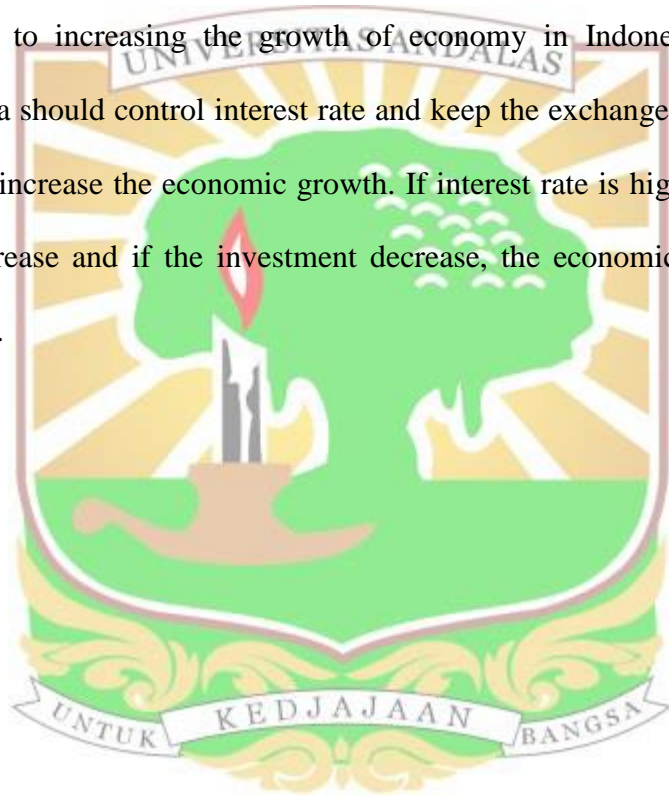 to increasing the growth of economy in Indone
UNIVERSITAS ANDALAS
a should control interest rate and keep the exchange
increase the economic growth. If interest rate is hig
rease and if the investment decrease, the economic
.
UNTUK KEDJAJAAN BANGSA